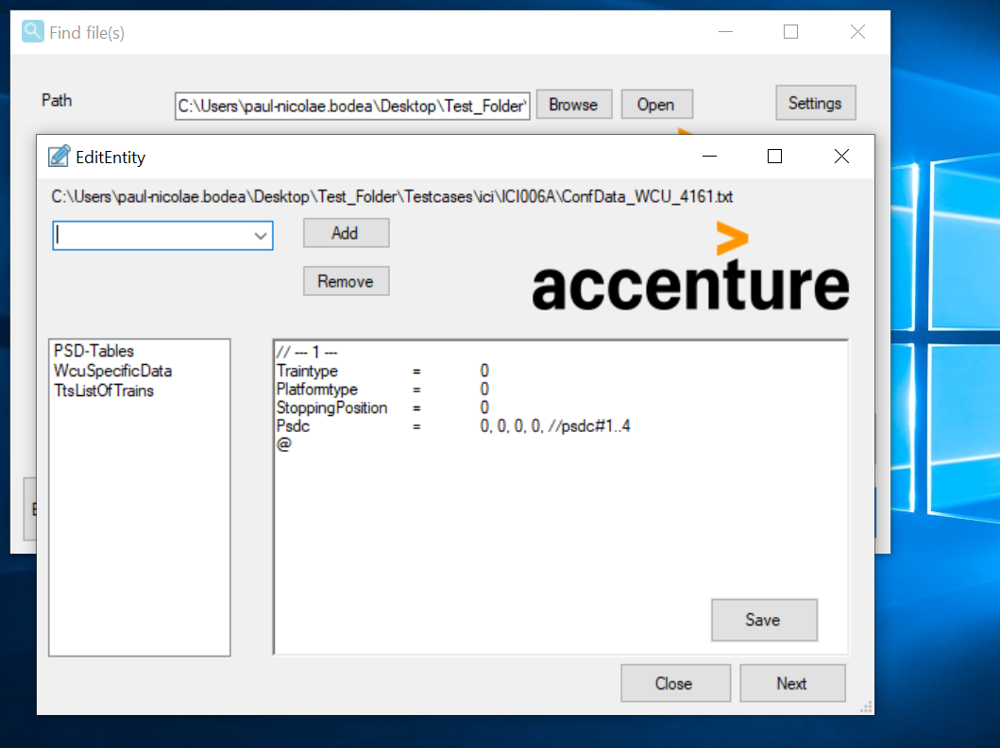 Find file(s)
Path
C:\Users\paul-nicolae.bodea\Desktop\Test_Folder\
Browse
Open
Settings
EditEntity
C:\Users\paul-nicolae.bodea\Desktop\Test_Folder\Testcases\ici\ICI006A\ConfData_WCU_4161.txt
Add
Remove
accenture
PSD-Tables
WcuSpecificData
TtsListOfTrains
// --- 1 ---
Traintype = 0
Platformtype = 0
StoppingPosition = 0
Psdc = 0, 0, 0, 0, //psdc#1..4
@
Save
Close
Next